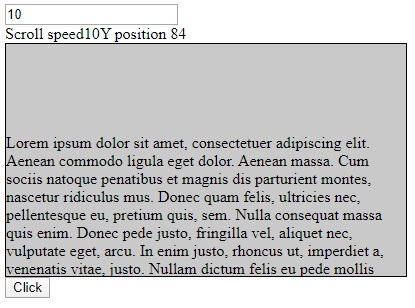 10
Scroll speed10Y position 84
Lorem ipsum dolor sit amet, consectetuer adipiscing elit.
Aenean commodo ligula eget dolor. Aenean massa. Cum
sociis natoque penatibus et magnis dis parturient montes,
nascetur ridiculus mus. Donec quam felis, ultricies nec,
pellentesque eu, pretium quis, sem. Nulla consequat massa
quis enim. Donec pede justo, fringilla vel, aliquet nec,
vulputate eget, arcu. In enim justo, rhoncus ut, imperdiet a,
venenatis vitae, justo. Nullam dictum felis eu pede mollis
Click